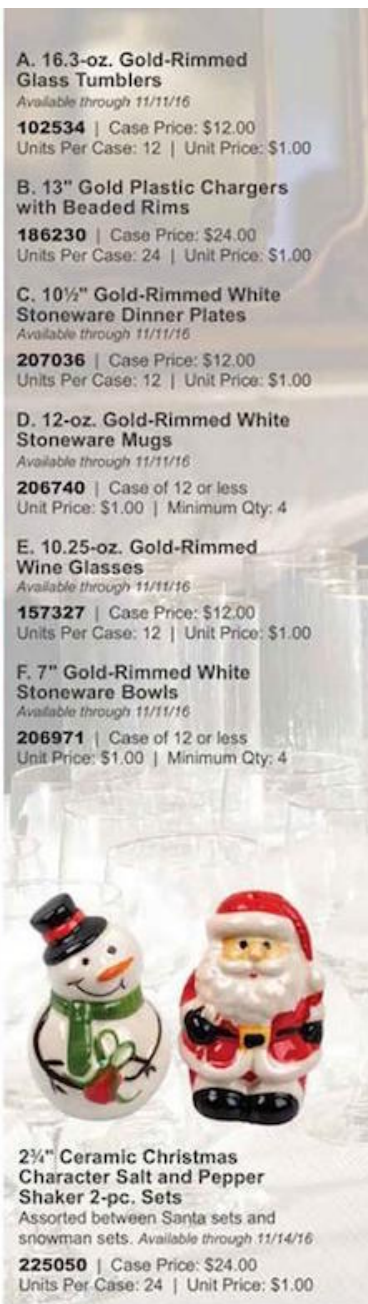 A. 16.3-oz. Gold-Rimmed
Glass Tumblers
Available through 11/11/16
102534 | Case Price: $12.00
Units Per Case: 12 | Unit Price: $1.00
B. 13" Gold Plastic Chargers
with Beaded Rims
186230 | Case Price: $24.00
Units Per Case: 24 | Unit Price: $1.00
C. 10½" Gold-Rimmed White
Stoneware Dinner Plates
Available through 11/11/16
207036 | Case Price: $12.00
Units Per Case: 12 | Unit Price: $1.00
D. 12-oz. Gold-Rimmed White
Stoneware Mugs
Available through 11/11/16
206740 | Case of 12 or less
Unit Price: $1.00 | Minimum Qty: 4
E. 10.25-oz. Gold-Rimmed
Wine Glasses
Available through 11/11/16
157327 | Case Price: $12.00
Units Per Case: 12 | Unit Price: $1.00
F. 7" Gold-Rimmed White
Stoneware Bowls
Available through 11/11/16
206971 | Case of 12 or less
Unit Price: $1.00 | Minimum Qty: 4
2¾" Ceramic Christmas
Character Salt and Pepper
Shaker 2-pc. Sets
Assorted between Santa sets and
snowman sets. Available through 11/14/16
225050 | Case Price: $24.00
Units Per Case: 24 | Unit Price: $1.00